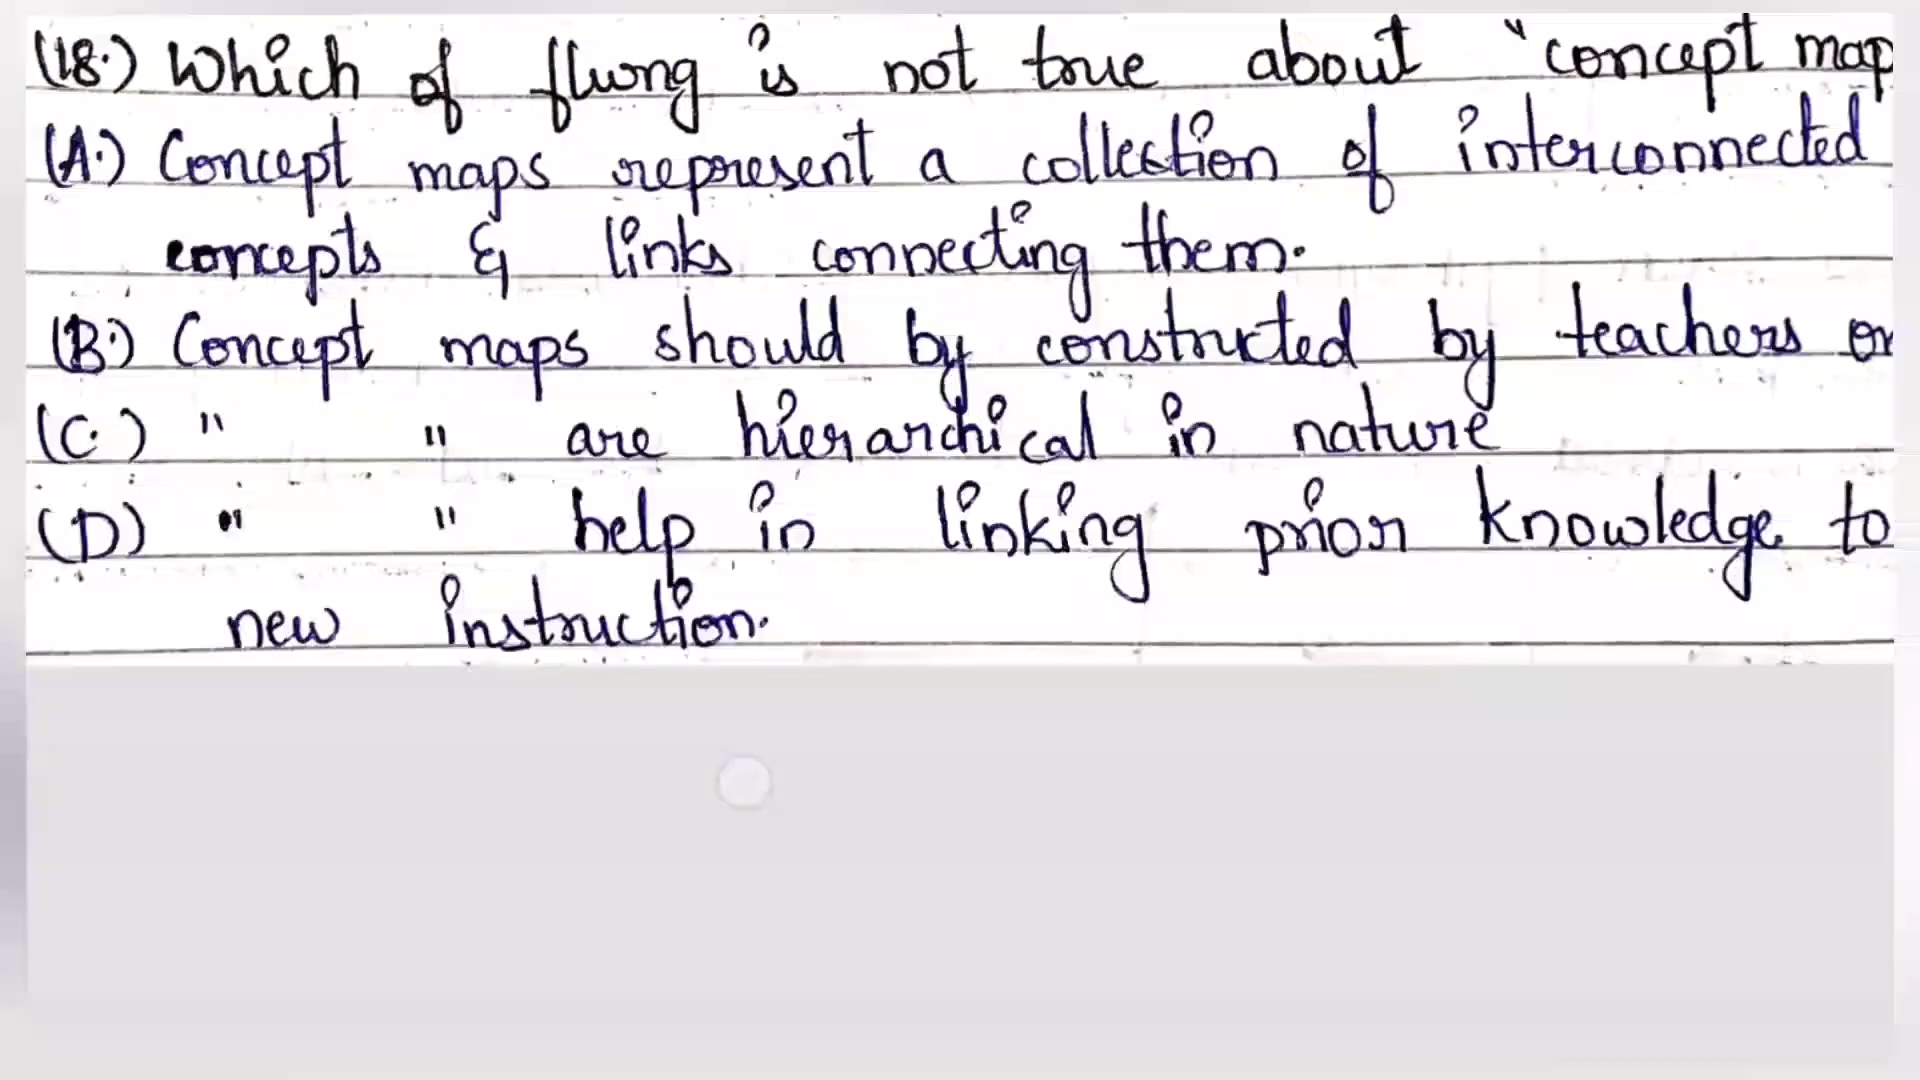 (18.) Which of flwng is not true about "concept map
(A.) Concept maps represent a collection of interconnected
concepts & links connecting them.
(B.) Concept maps should by constructed by teachers on
(C.) " " are hierarchical in nature
(D) " " help in linking prior knowledge to
new instruction.